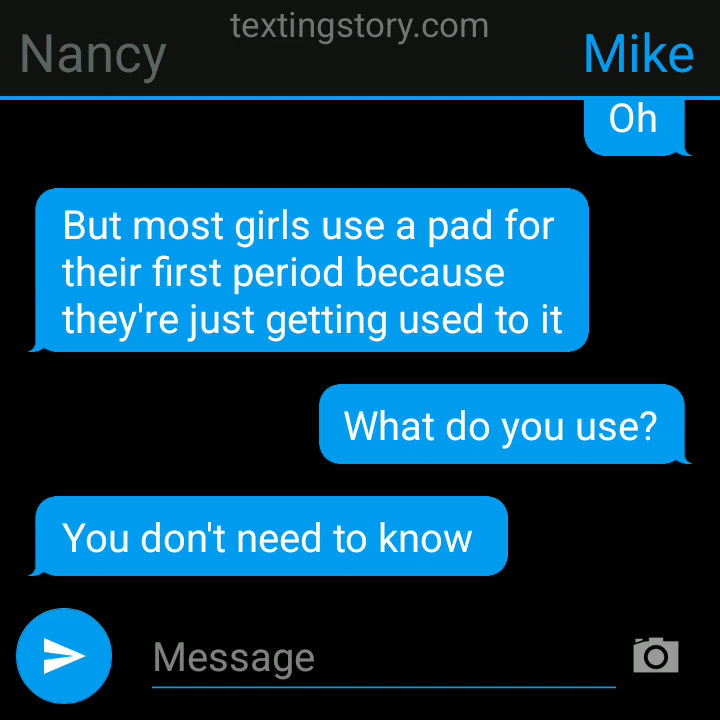 textingstory.com
Nancy
Mike
Oh
But most girls use a pad for
their first period because
they're just getting used to it
What do you use?
You don't need to know
Message